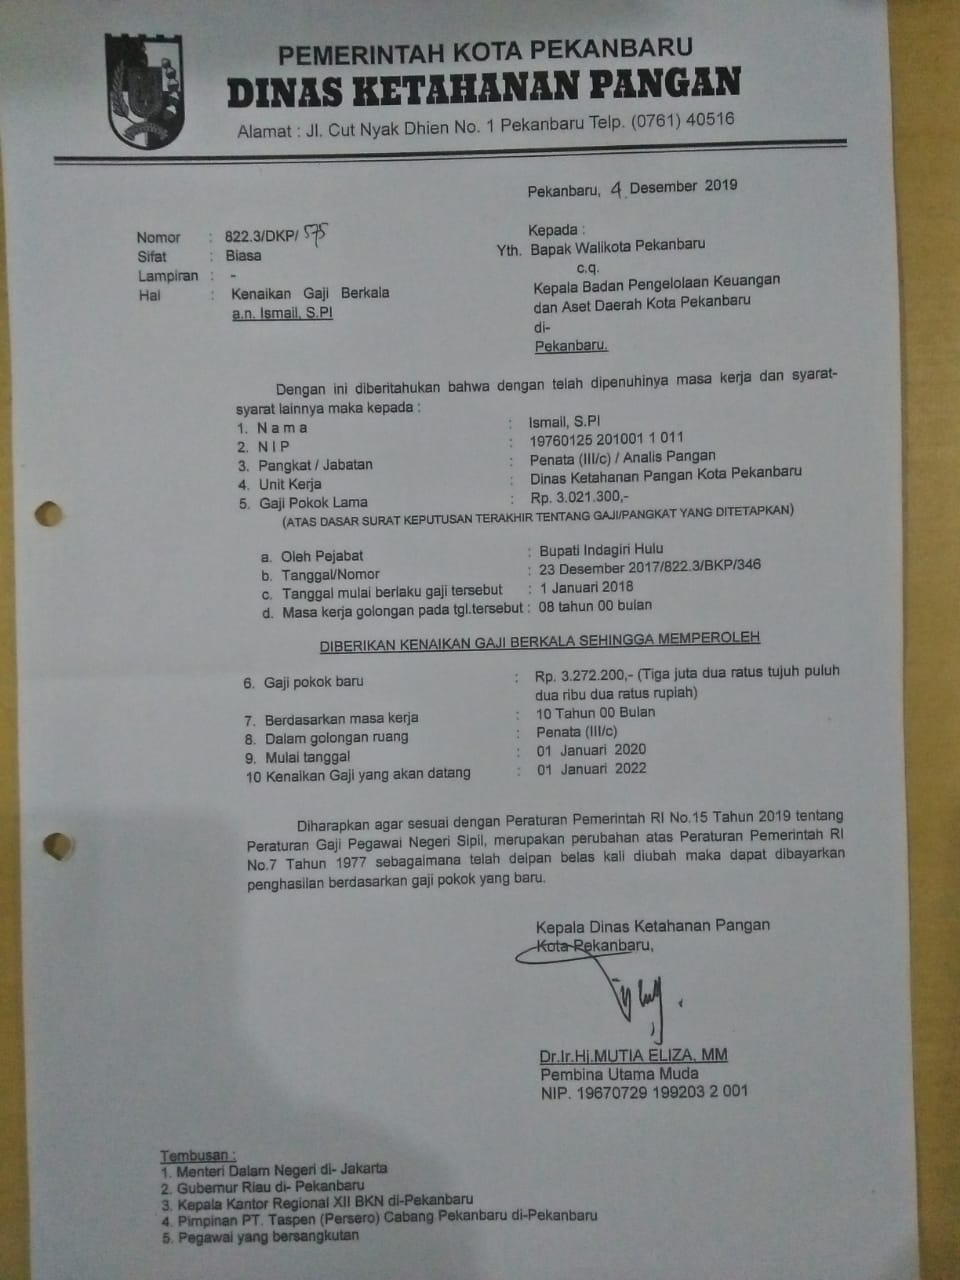 PEMERINTAH KOTA PEKANBARU
DINAS KETAHANAN PANGAN
Alamat : Jl. Cut Nyak Dhien No. 1 Pekanbaru Telp. (0761) 40516
Pekanbaru, 4 Desember 2019
Nomor : 822.3/DKP/ 575
Sifat : Biasa
Lampiran : -
Hal : Kenaikan Gaji Berkala
a.n. Ismail, S.PI
Kepada :
Yth. Bapak Walikota Pekanbaru
c.q.
Kepala Badan Pengelolaan Keuangan
dan Aset Daerah Kota Pekanbaru
di-
Pekanbaru.
Dengan ini diberitahukan bahwa dengan telah dipenuhinya masa kerja dan syarat-
syarat lainnya maka kepada :
1. N a m a : Ismail, S.PI
2. N I P : 19760125 201001 1 011
3. Pangkat / Jabatan : Penata (III/c) / Analis Pangan
4. Unit Kerja : Dinas Ketahanan Pangan Kota Pekanbaru
5. Gaji Pokok Lama : Rp. 3.021.300,-
(ATAS DASAR SURAT KEPUTUSAN TERAKHIR TENTANG GAJI/PANGKAT YANG DITETAPKAN)
a. Oleh Pejabat : Bupati Indagiri Hulu
b. Tanggal/Nomor : 23 Desember 2017/822.3/BKP/346
c. Tanggal mulai berlaku gaji tersebut : 1 Januari 2018
d. Masa kerja golongan pada tgl.tersebut : 08 tahun 00 bulan
DIBERIKAN KENAIKAN GAJI BERKALA SEHINGGA MEMPEROLEH
6. Gaji pokok baru : Rp. 3.272.200,- (Tiga juta dua ratus tujuh puluh
dua ribu dua ratus rupiah)
7. Berdasarkan masa kerja : 10 Tahun 00 Bulan
8. Dalam golongan ruang : Penata (III/c)
9. Mulai tanggal : 01 Januari 2020
10 Kenaikan Gaji yang akan datang : 01 Januari 2022
Diharapkan agar sesuai dengan Peraturan Pemerintah RI No.15 Tahun 2019 tentang
Peraturan Gaji Pegawai Negeri Sipil, merupakan perubahan atas Peraturan Pemerintah RI
No.7 Tahun 1977 sebagaimana telah delpan belas kali diubah maka dapat dibayarkan
penghasilan berdasarkan gaji pokok yang baru.
Kepala Dinas Ketahanan Pangan
Kota Pekanbaru,
Dr.Ir.Hj.MUTIA ELIZA, MM
Pembina Utama Muda
NIP. 19670729 199203 2 001
Tembusan :
1. Menteri Dalam Negeri di- Jakarta
2. Gubernur Riau di- Pekanbaru
3. Kepala Kantor Regional XII BKN di-Pekanbaru
4. Pimpinan PT. Taspen (Persero) Cabang Pekanbaru di-Pekanbaru
5. Pegawai yang bersangkutan